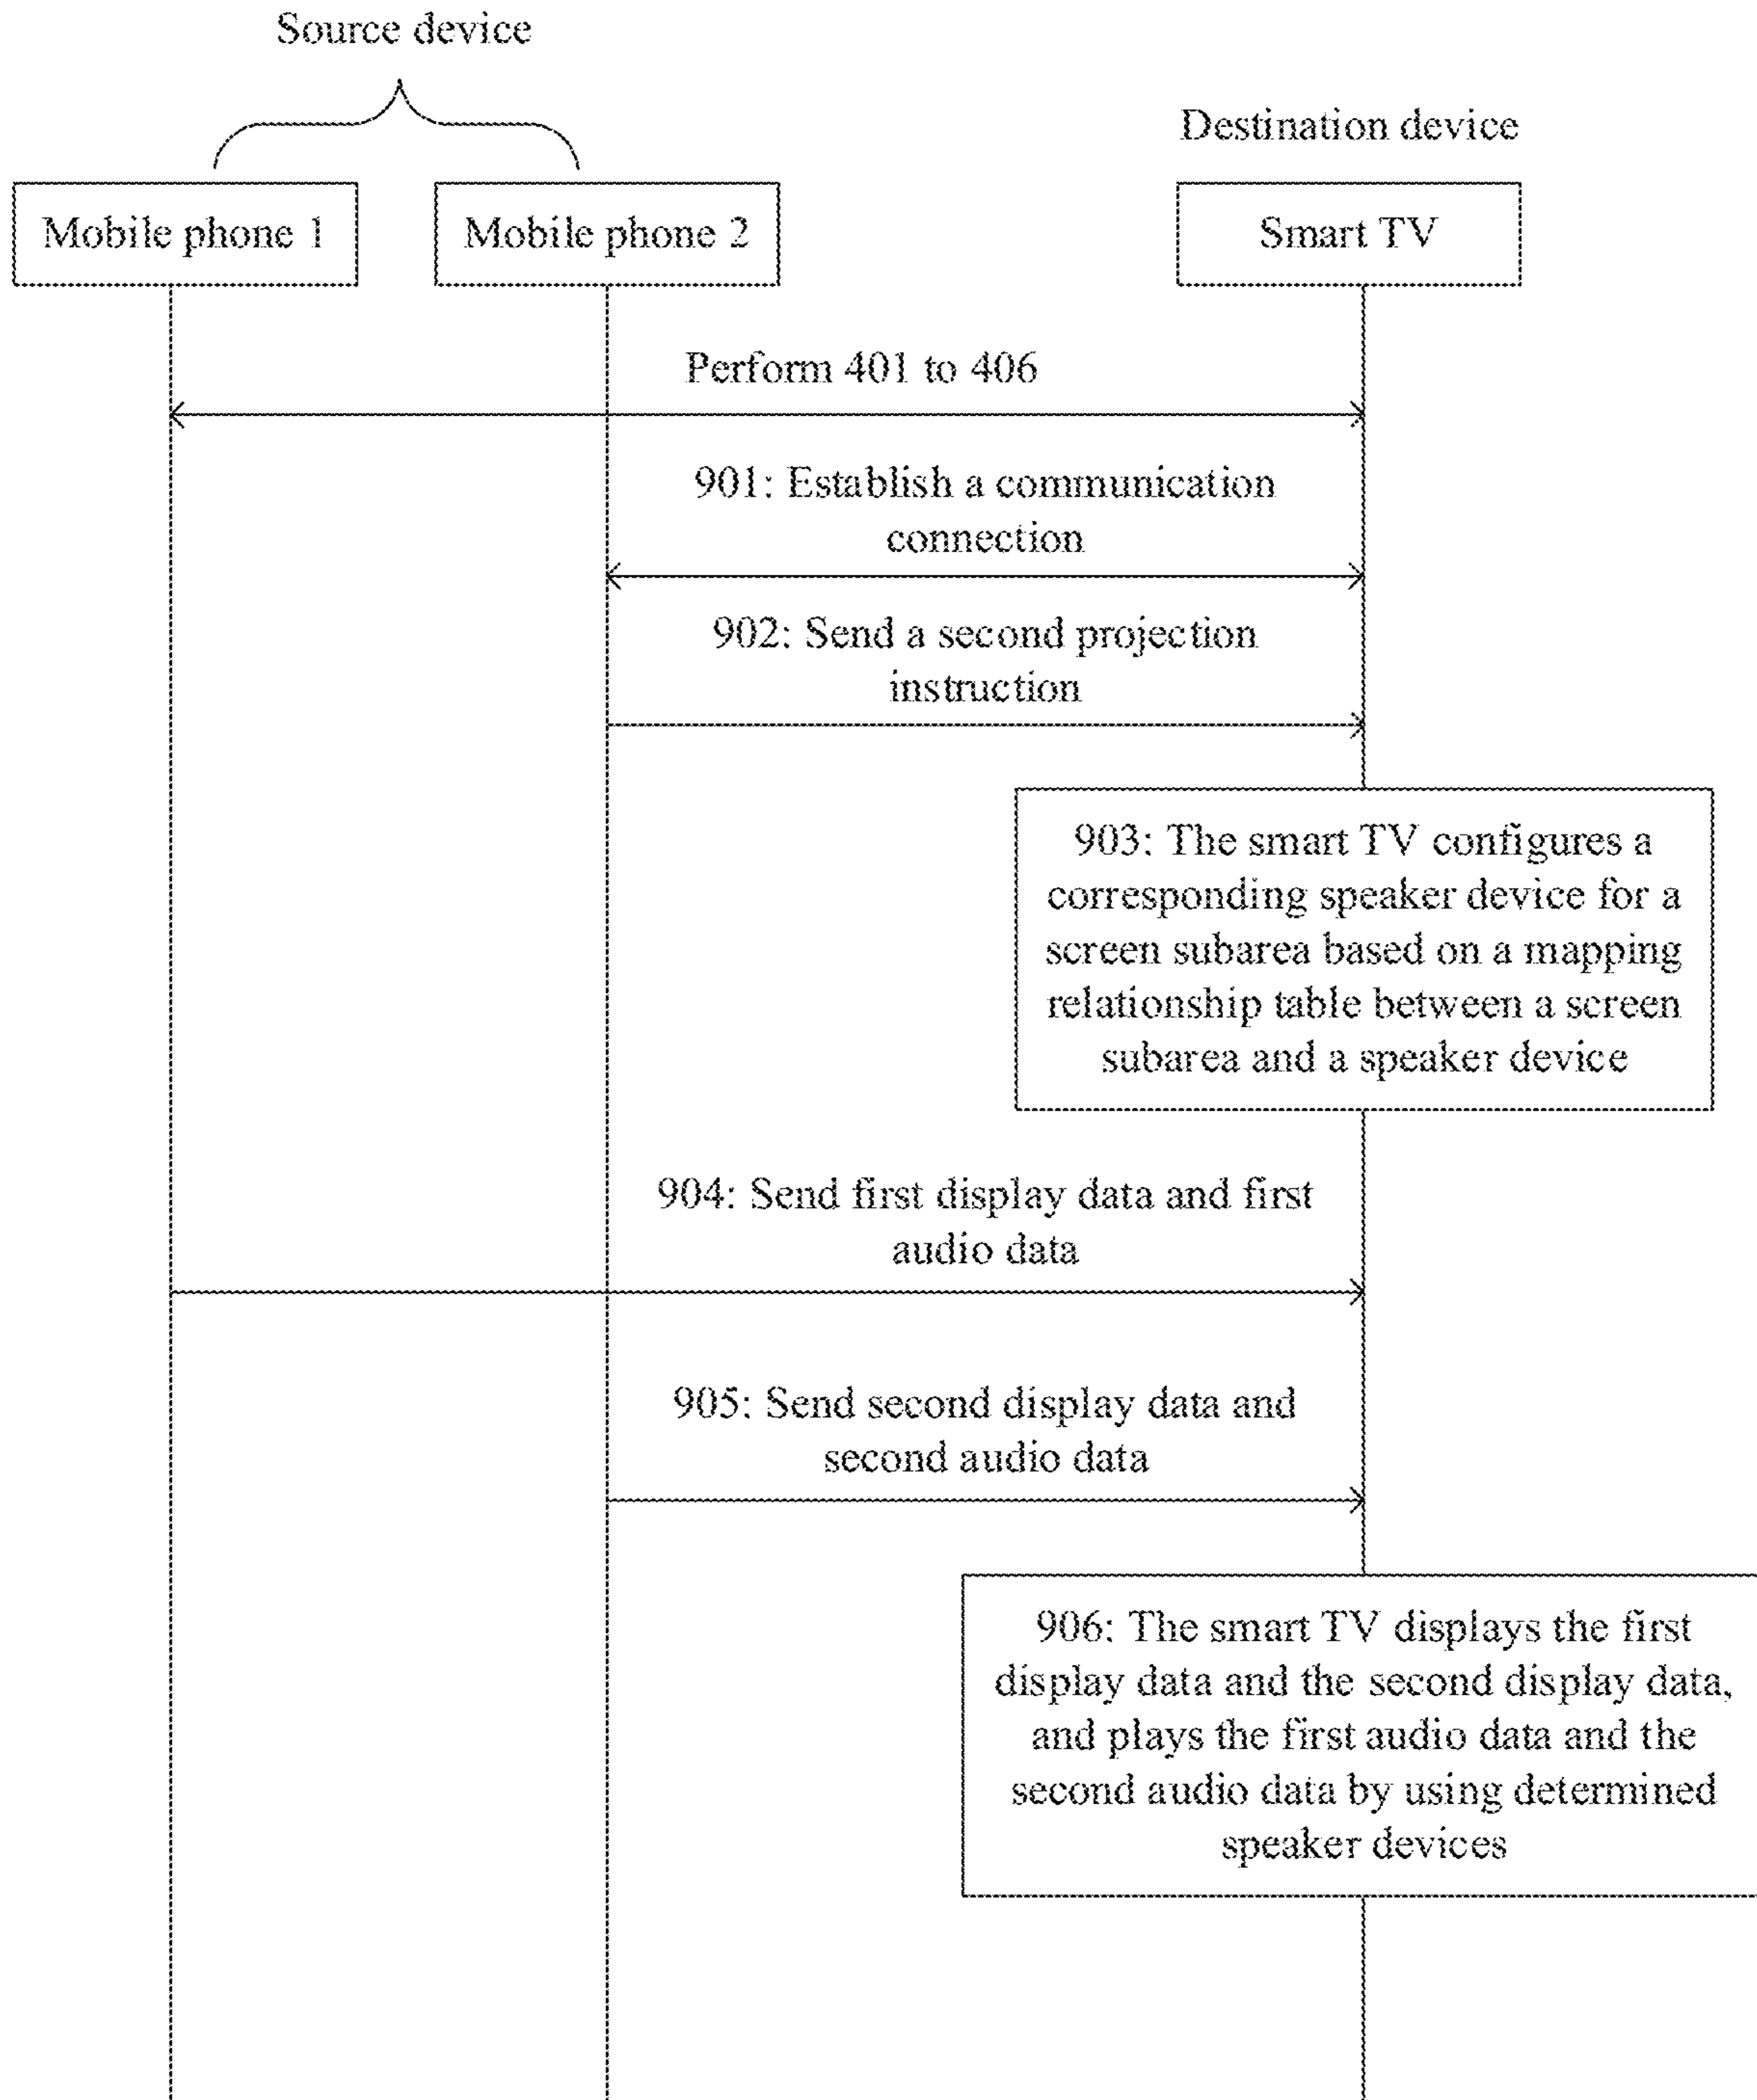 Source device
Destination device
Mobile phone 1
Mobile phone 2
Smart TV
Perform 401 to 406
901: Establish a communication
connection
902: Send a second projection
instruction
903: The smart TV configures a
corresponding speaker device for a
screen subarea based on a mapping
relationship table between a screen
subarea and a speaker device
904: Send first display data and first
audio data
905: Send second display data and
second audio data
906: The smart TV displays the first
display data and the second display data,
and plays the first audio data and the
second audio data by using determined
speaker devices